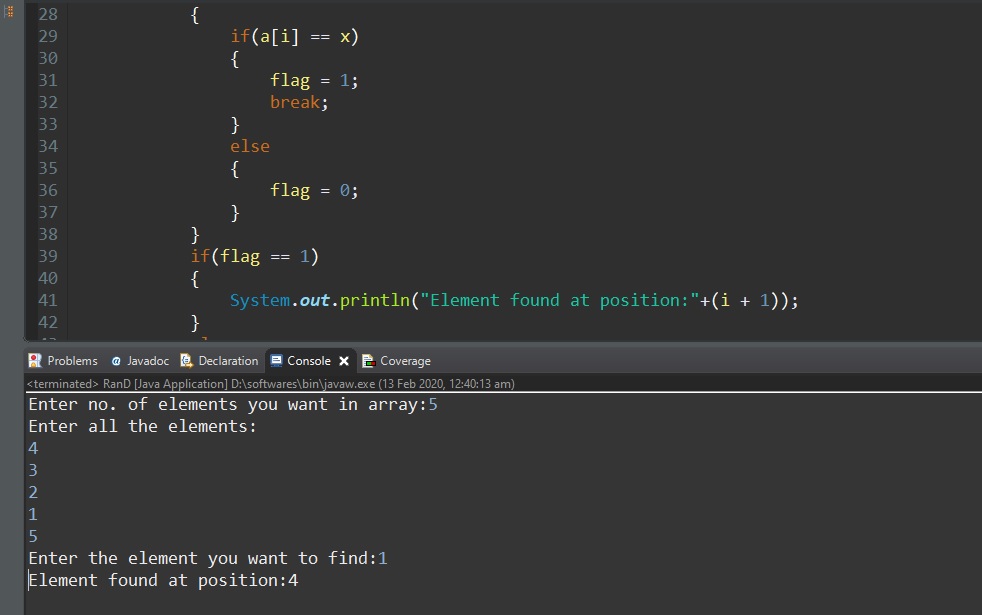 28 {
29 if(a[i] == x)
30 {
31 flag = 1;
32 break;
33 }
34 else
35 {
36 flag = 0;
37 }
38 }
39 if(flag == 1)
40 {
41 System.out.println("Element found at position:"+(i + 1));
42 }
Problems @ Javadoc Declaration Console Coverage
<terminated> RanD [Java Application] D:\softwares\bin\javaw.exe (13 Feb 2020, 12:40:13 am)
Enter no. of elements you want in array:5
Enter all the elements:
4
3
2
1
5
Enter the element you want to find:1
Element found at position:4